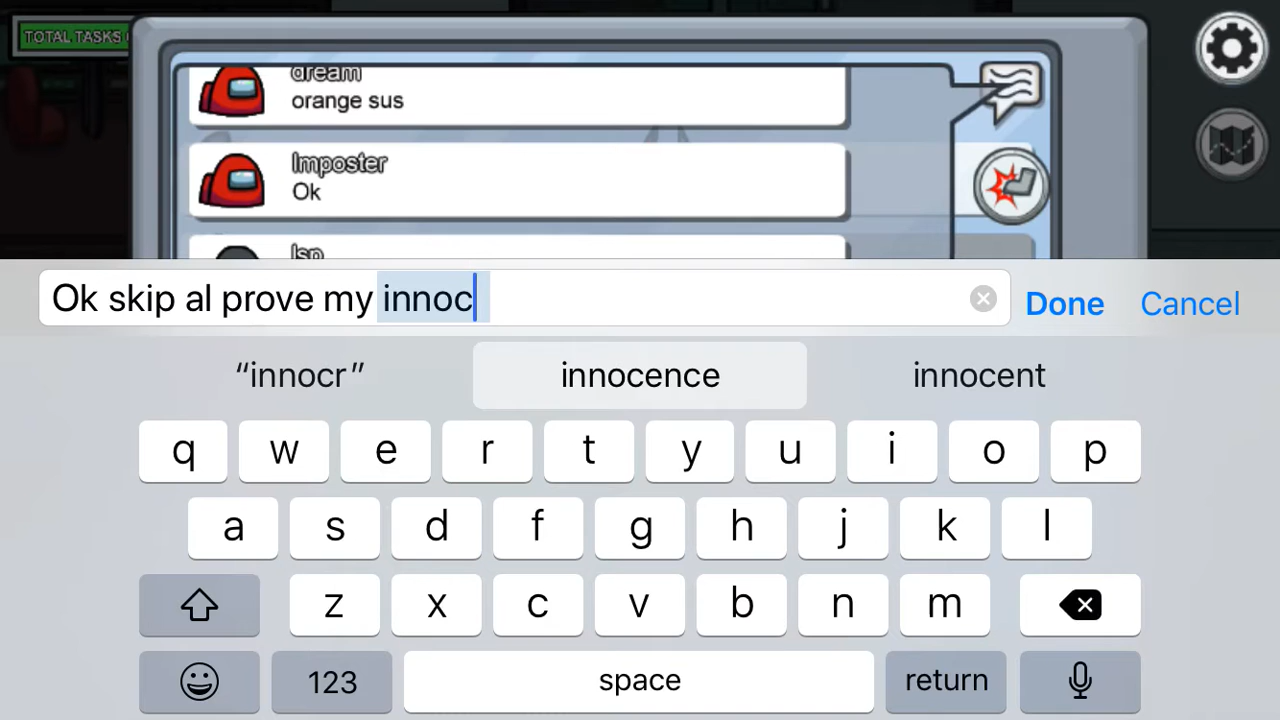 TOTAL TASKS
dream
orange sus
Imposter
Ok
lsp
Ok skip al prove my innoc
Done
Cancel
“innocr”
innocence
innocent
q w e r t y u i o p
a s d f g h j k l
z x c v b n m
123
space
return